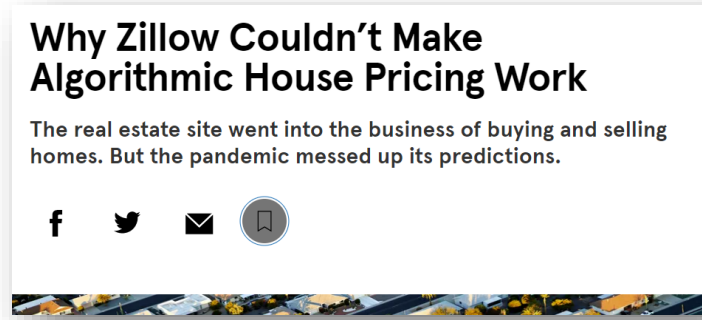 Why Zillow Couldn’t Make
Algorithmic House Pricing Work
The real estate site went into the business of buying and selling
homes. But the pandemic messed up its predictions.